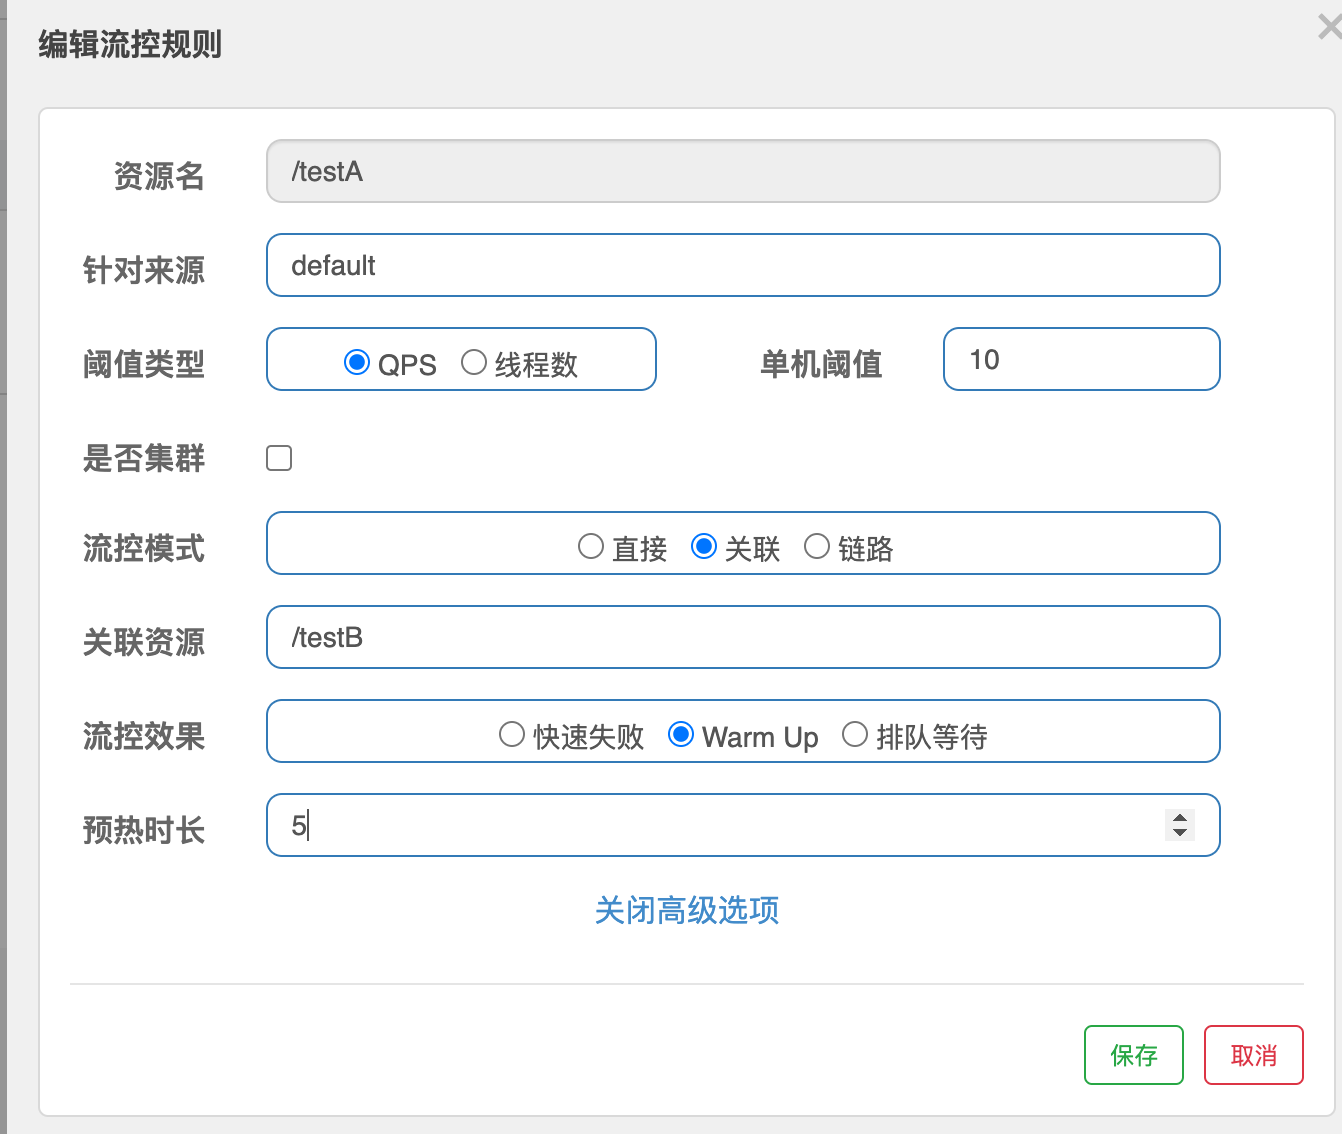 编辑流控规则
资源名 /testA
针对来源 default
阈值类型 QPS 线程数 单机阈值 10
是否集群
流控模式 直接 关联 链路
关联资源 /testB
流控效果 快速失败 Warm Up 排队等待
预热时长 5
关闭高级选项
保存 取消